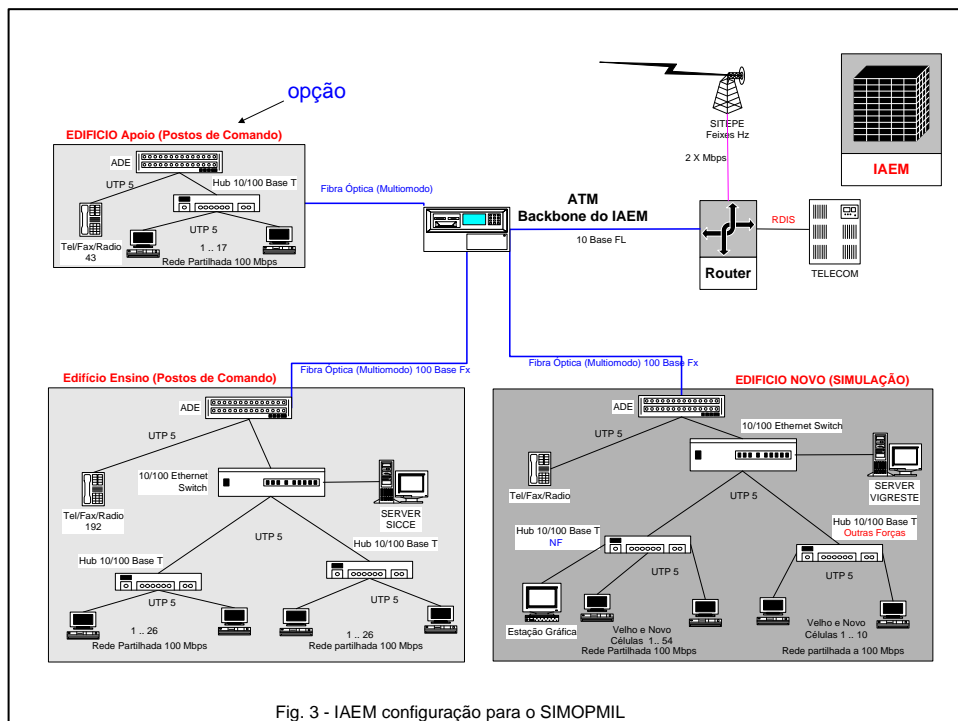 opção
EDIFICIO Apoio (Postos de Comando)
ADE
UTP 5
Hub 10/100 Base T
UTP 5
Tel/Fax/Radio
43
1 .. 17
Rede Partilhada 100 Mbps
Fibra Óptica (Multiomodo)
ATM
Backbone do IAEM
10 Base FL
SITEPE
Feixes Hz
2 X Mbps
Router
RDIS
TELECOM
IAEM
Fibra Óptica (Multiomodo) 100 Base Fx
Fibra Óptica (Multiomodo) 100 Base Fx
Edifício Ensino (Postos de Comando)
ADE
UTP 5
10/100 Ethernet
Switch
Tel/Fax/Radio
192
SERVER
SICCE
UTP 5
Hub 10/100 Base T
Hub 10/100 Base T
UTP 5
UTP 5
1 .. 26
Rede Partilhada 100 Mbps
1 .. 26
Rede partilhada 100 Mbps
EDIFICIO NOVO (SIMULAÇÃO)
ADE
UTP 5
10/100 Ethernet Switch
Tel/Fax/Radio
SERVER
VIGRESTE
UTP 5
Hub 10/100 Base T
NF
Hub 10/100 Base T
Outras Forças
UTP 5
UTP 5
Estação Gráfica
Velho e Novo
Células 1.. 54
Rede Partilhada 100 Mbps
Velho e Novo
Células 1 .. 10
Rede partilhada a 100 Mbps
Fig. 3 - IAEM configuração para o SIMOPMIL